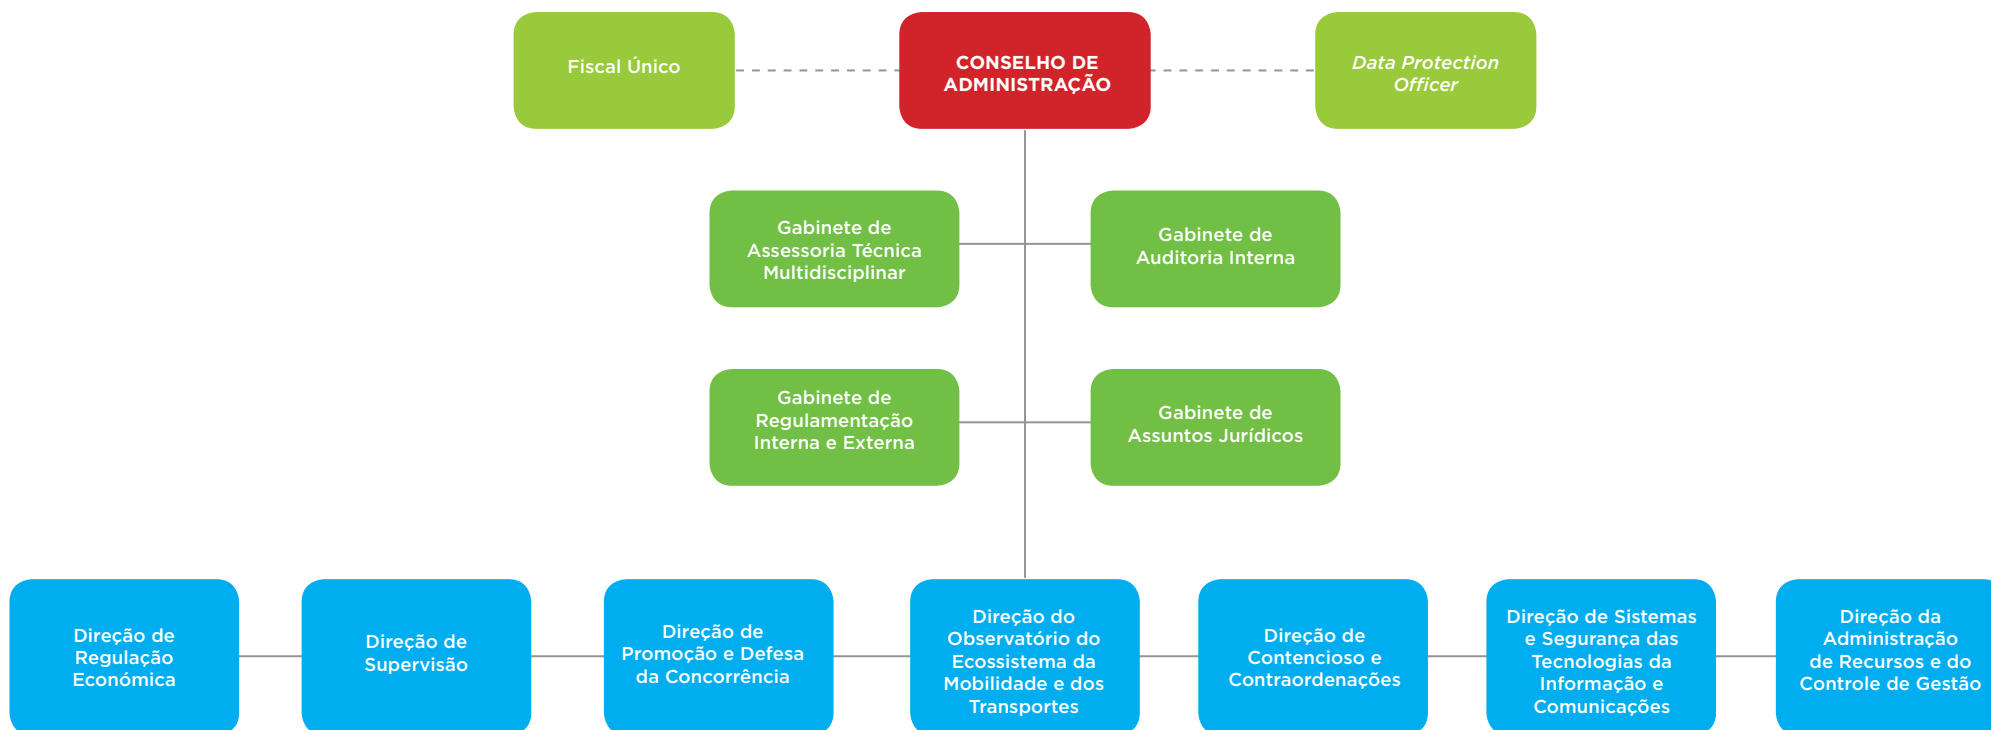 Fiscal Único
CONSELHO DE
ADMINISTRAÇÃO
Data Protection
Officer
Gabinete de
Assessoria Técnica
Multidisciplinar
Gabinete de
Auditoria Interna
Gabinete de
Regulamentação
Interna e Externa
Gabinete de
Assuntos Jurídicos
Direção de
Regulação
Económica
Direção de
Supervisão
Direção de
Promoção e Defesa
da Concorrência
Direção do
Observatório do
Ecossistema da
Mobilidade e dos
Transportes
Direção de
Contencioso e
Contraordenações
Direção de Sistemas
e Segurança das
Tecnologias da
Informação e
Comunicações
Direção da
Administração
de Recursos e do
Controle de Gestão